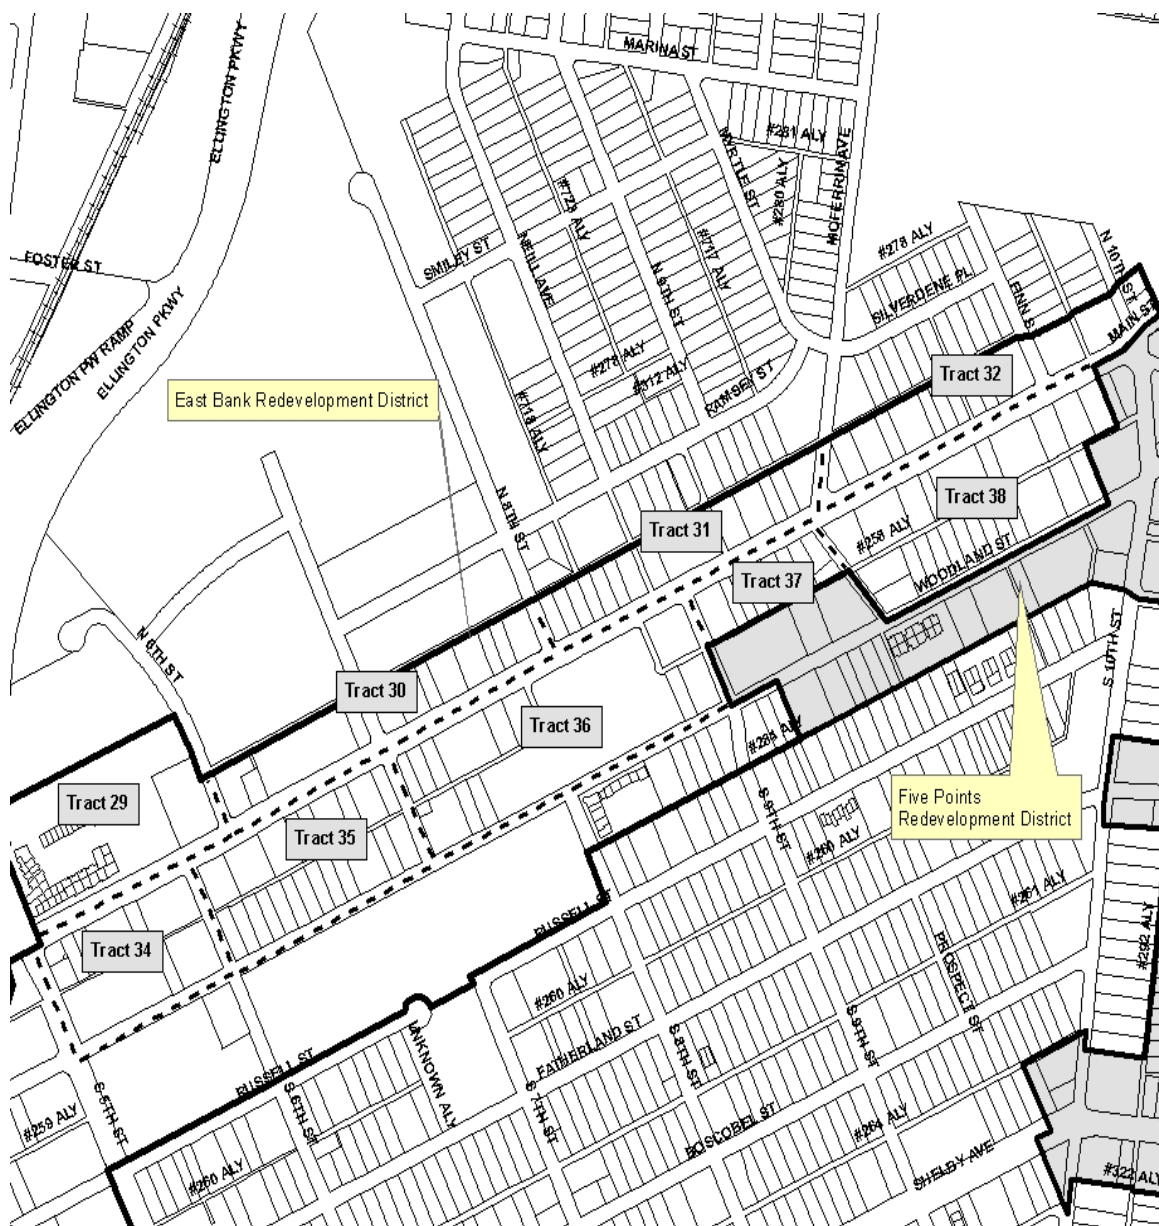 MARINA ST
ELLINGTON PKWY
#281 ALY
MYRTLE ST
#280 ALY
MCFERRIN AVE
#723 ALY
#717 ALY
NEILL AVE
SMILEY ST
N 9TH ST
#278 ALY
N 10TH ST
SILVERDENE PL
MAIN ST
FOSTER ST
ELLINGTON PW RAMP
ELLINGTON PKWY
#278 ALY
#312 ALY
RAMSEY ST
#718 ALY
Tract 32
East Bank Redevelopment District
N 8TH ST
Tract 31
Tract 38
#258 ALY
WOODLAND ST
Tract 37
N 6TH ST
S 10TH ST
Tract 30
Tract 36
#284 ALY
Tract 29
Five Points
Redevelopment District
S 9TH ST
Tract 35
#260 ALY
#261 ALY
RUSSELL ST
#292 ALY
Tract 34
PROSPECT ST
#260 ALY
FATHERLAND ST
S 8TH ST
S 9TH ST
UNKNOWN ALY
RUSSELL ST
S 5TH ST
S 6TH ST
S 7TH ST
#259 ALY
BOSCOBEL ST
#264 ALY
SHELBY AVE
#260 ALY
#322 ALY